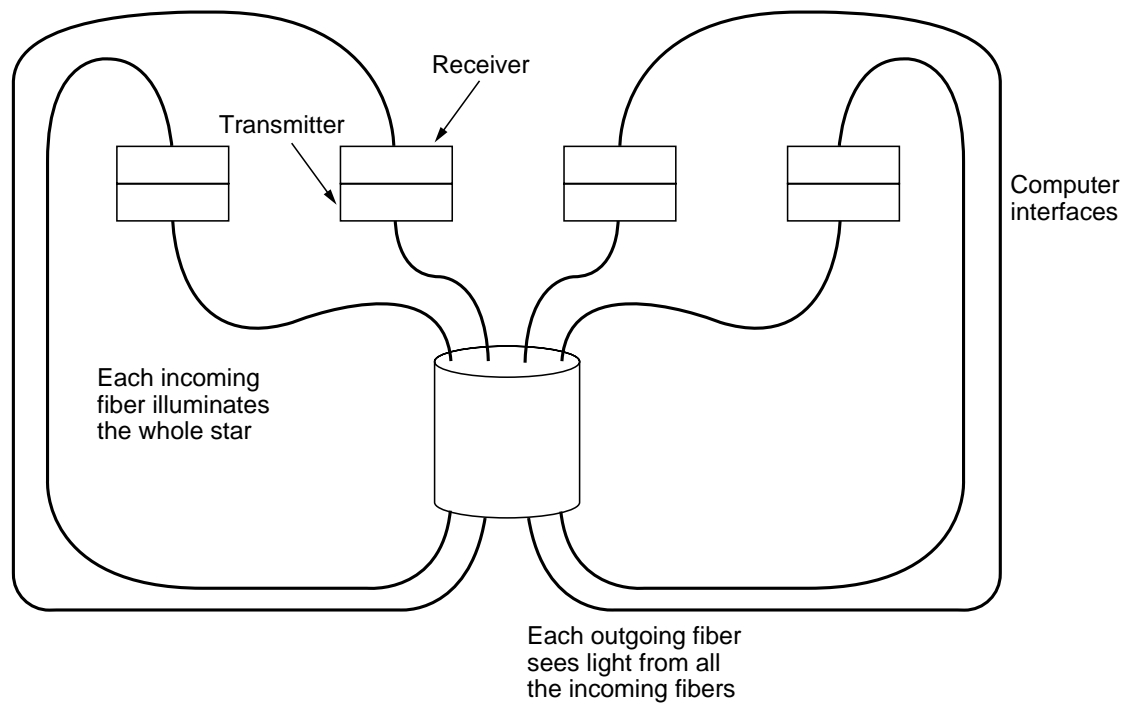 Receiver
Transmitter
Computer
interfaces
Each incoming
fiber illuminates
the whole star
Each outgoing fiber
sees light from all
the incoming fibers